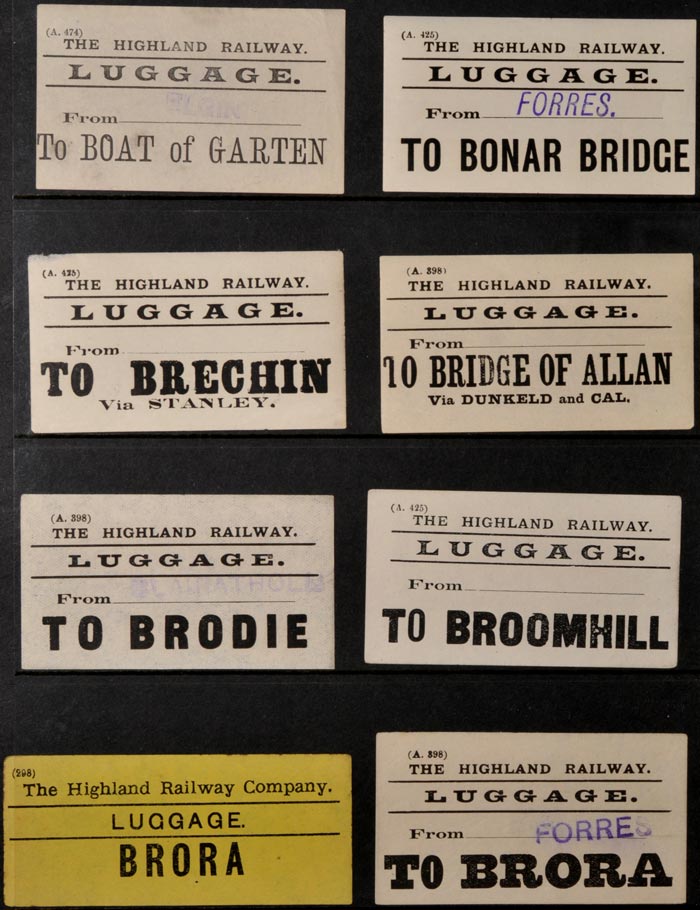 (A. 474)
THE HIGHLAND RAILWAY.
LUGGAGE.
ELGIN
From
To BOAT of GARTEN
(A. 425)
THE HIGHLAND RAILWAY.
LUGGAGE.
From FORRES.
TO BONAR BRIDGE
(A. 425)
THE HIGHLAND RAILWAY.
LUGGAGE.
From
TO BRECHIN
Via STANLEY.
(A. 398)
THE HIGHLAND RAILWAY.
LUGGAGE.
From
TO BRIDGE OF ALLAN
Via DUNKELD and CAL.
(A. 398)
THE HIGHLAND RAILWAY.
LUGGAGE.
From
TO BRODIE
(A. 425)
THE HIGHLAND RAILWAY.
LUGGAGE.
From
TO BROOMHILL
(298)
The Highland Railway Company.
LUGGAGE.
BRORA
(A. 398)
THE HIGHLAND RAILWAY.
LUGGAGE.
From FORRES
TO BRORA